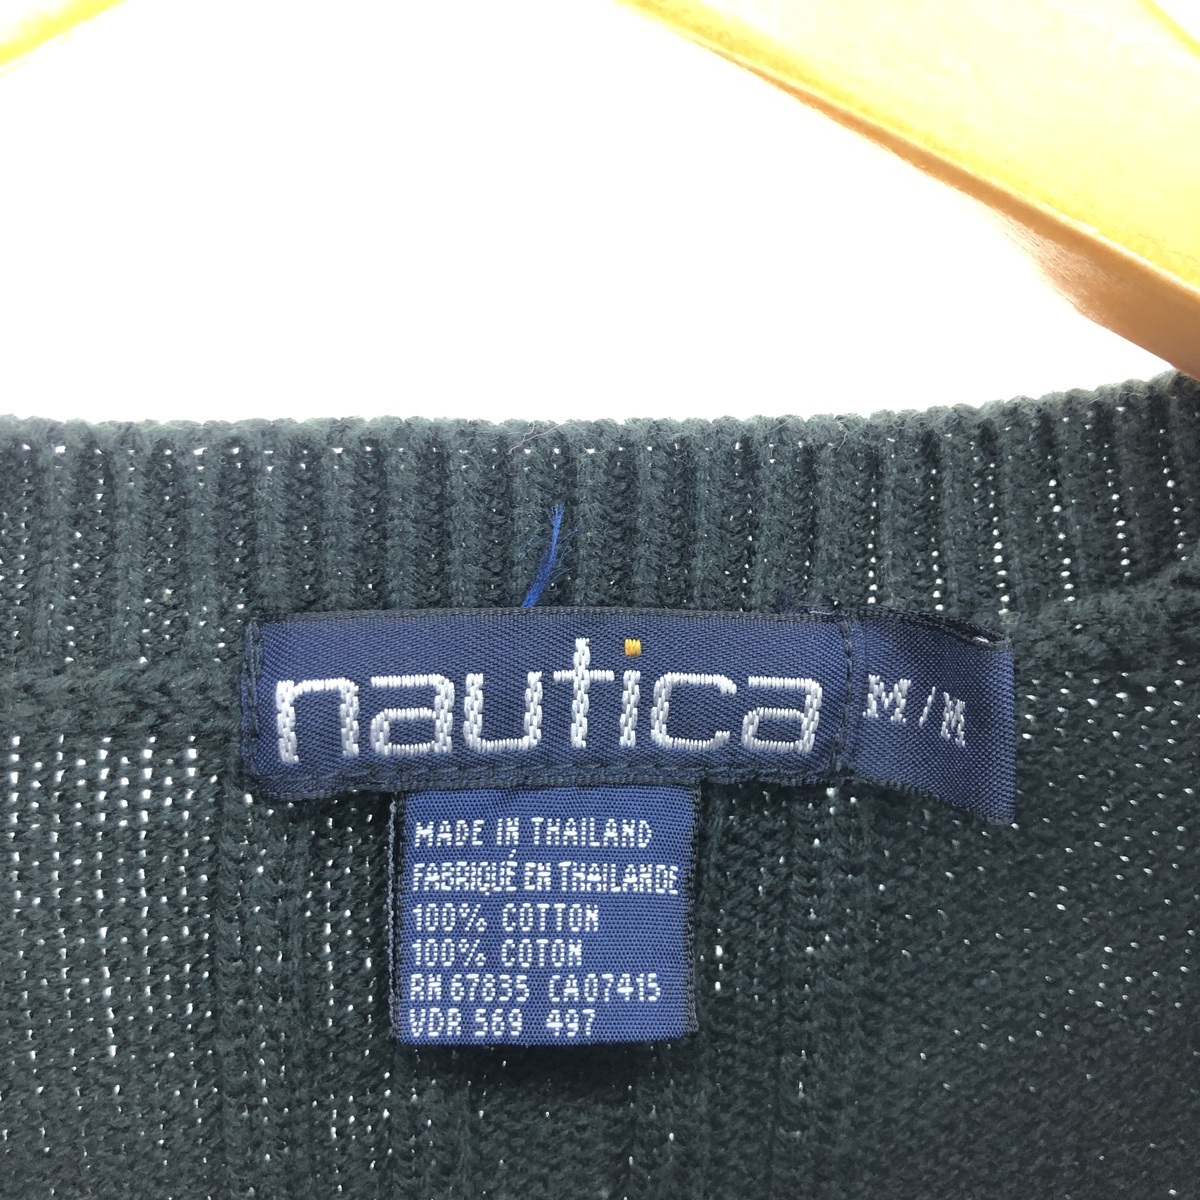 nautica
M/M
MADE IN THAILAND
FABRIQUÉ EN THAILANDE
100% COTTON
100% COTON
RN 67835 CA07415
VDR 569 497